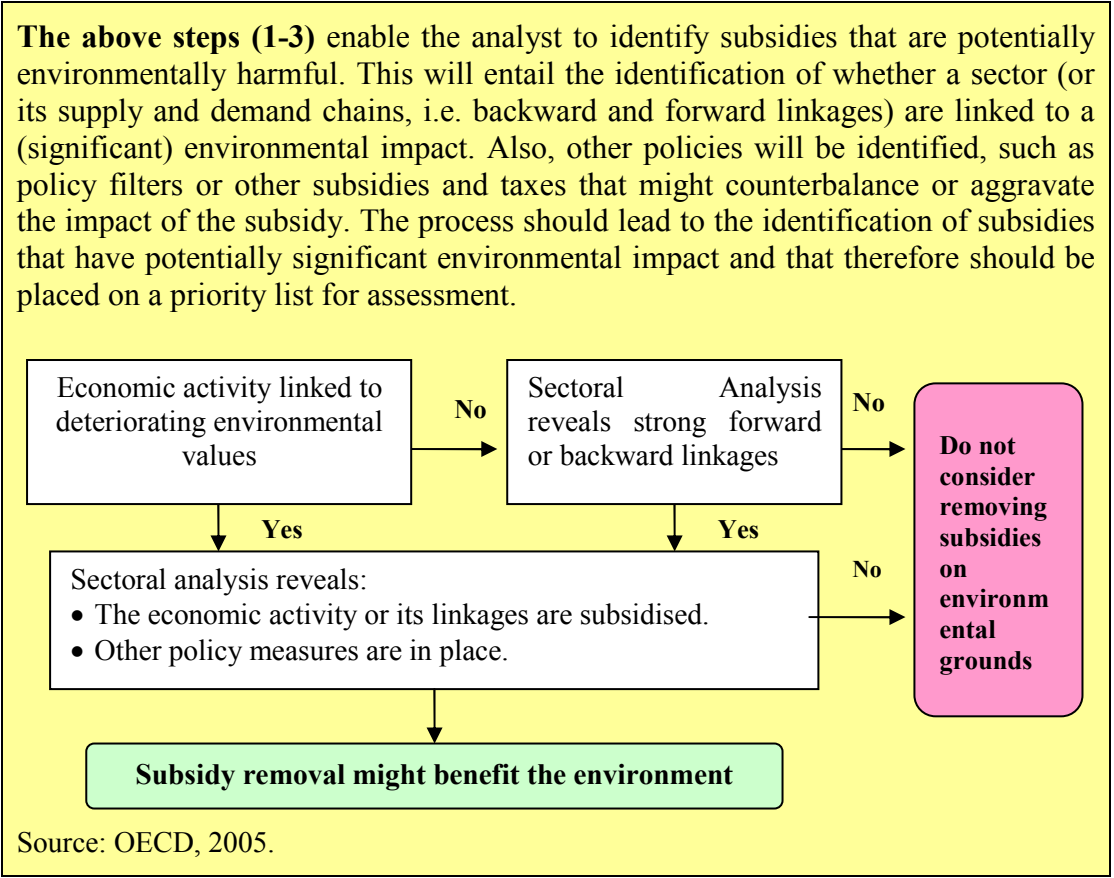 The above steps (1-3) enable the analyst to identify subsidies that are potentially
environmentally harmful. This will entail the identification of whether a sector (or
its supply and demand chains, i.e. backward and forward linkages) are linked to a
(significant) environmental impact. Also, other policies will be identified, such as
policy filters or other subsidies and taxes that might counterbalance or aggravate
the impact of the subsidy. The process should lead to the identification of subsidies
that have potentially significant environmental impact and that therefore should be
placed on a priority list for assessment.
Economic activity linked to
deteriorating environmental
values
No
Sectoral Analysis
reveals strong forward
or backward linkages
No
Do not
consider
removing
subsidies
on
environm
ental
grounds
Yes
Yes
Sectoral analysis reveals:
• The economic activity or its linkages are subsidised.
• Other policy measures are in place.
No
Subsidy removal might benefit the environment
Source: OECD, 2005.